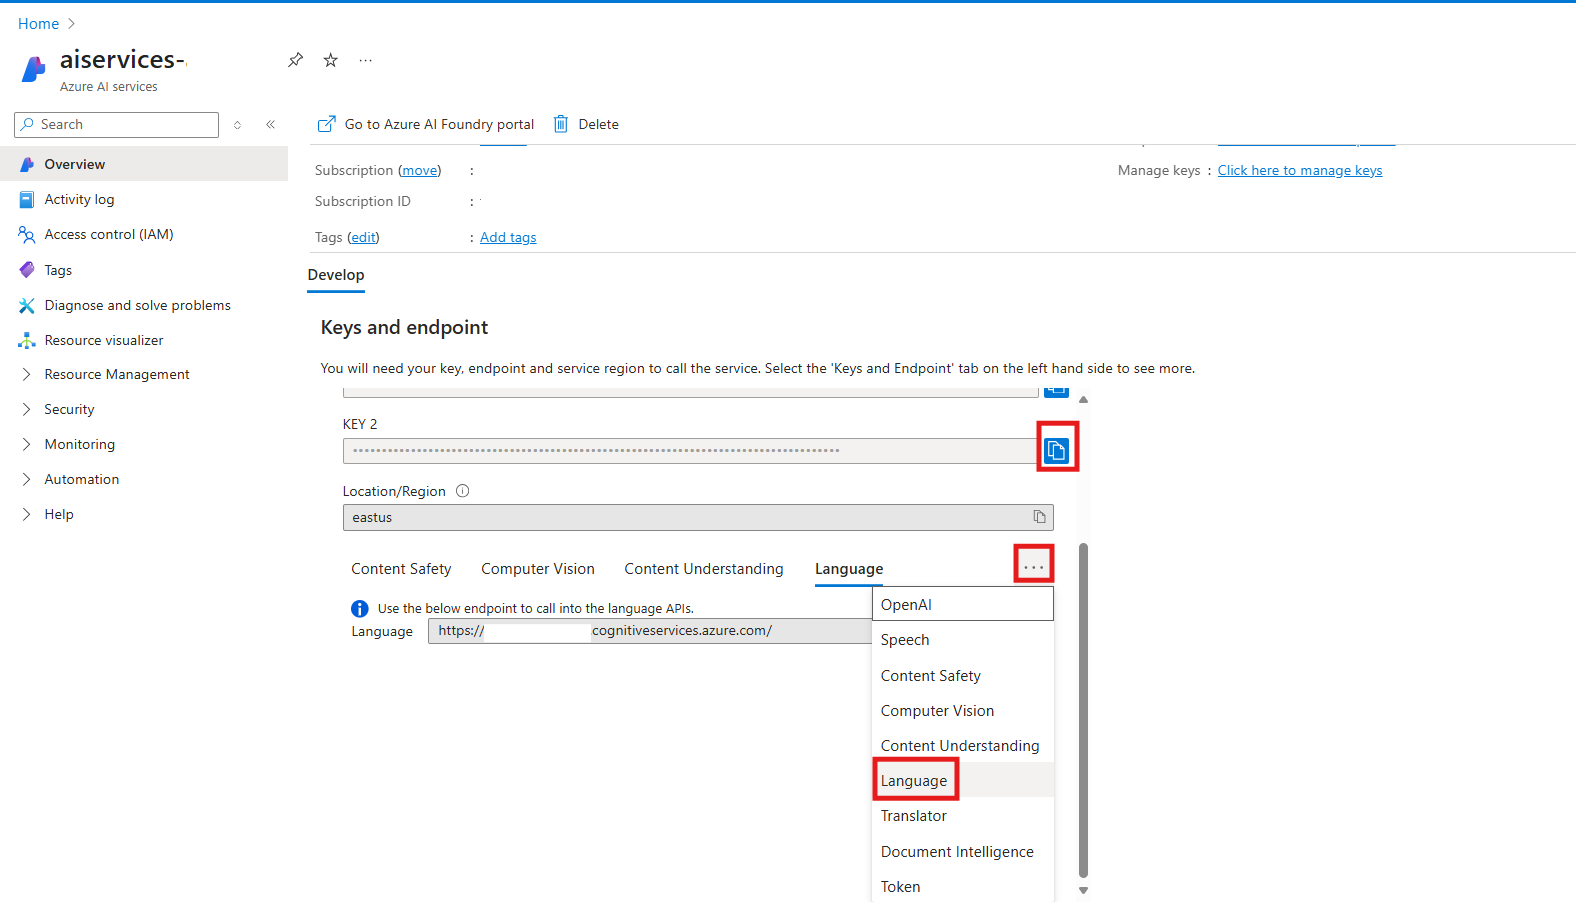 Home
aiservices-
Azure AI services
Search
Go to Azure AI Foundry portal
Delete
Overview
Activity log
Access control (IAM)
Tags
Diagnose and solve problems
Resource visualizer
Resource Management
Security
Monitoring
Automation
Help
Subscription (move) :
Manage keys : Click here to manage keys
Subscription ID :
Tags (edit) : Add tags
Develop
Keys and endpoint
You will need your key, endpoint and service region to call the service. Select the 'Keys and Endpoint' tab on the left hand side to see more.
KEY 2
Location/Region
eastus
Content Safety Computer Vision Content Understanding Language ...
Use the below endpoint to call into the language APIs.
Language https:// cognitiveservices.azure.com/
OpenAI
Speech
Content Safety
Computer Vision
Content Understanding
Language
Translator
Document Intelligence
Token